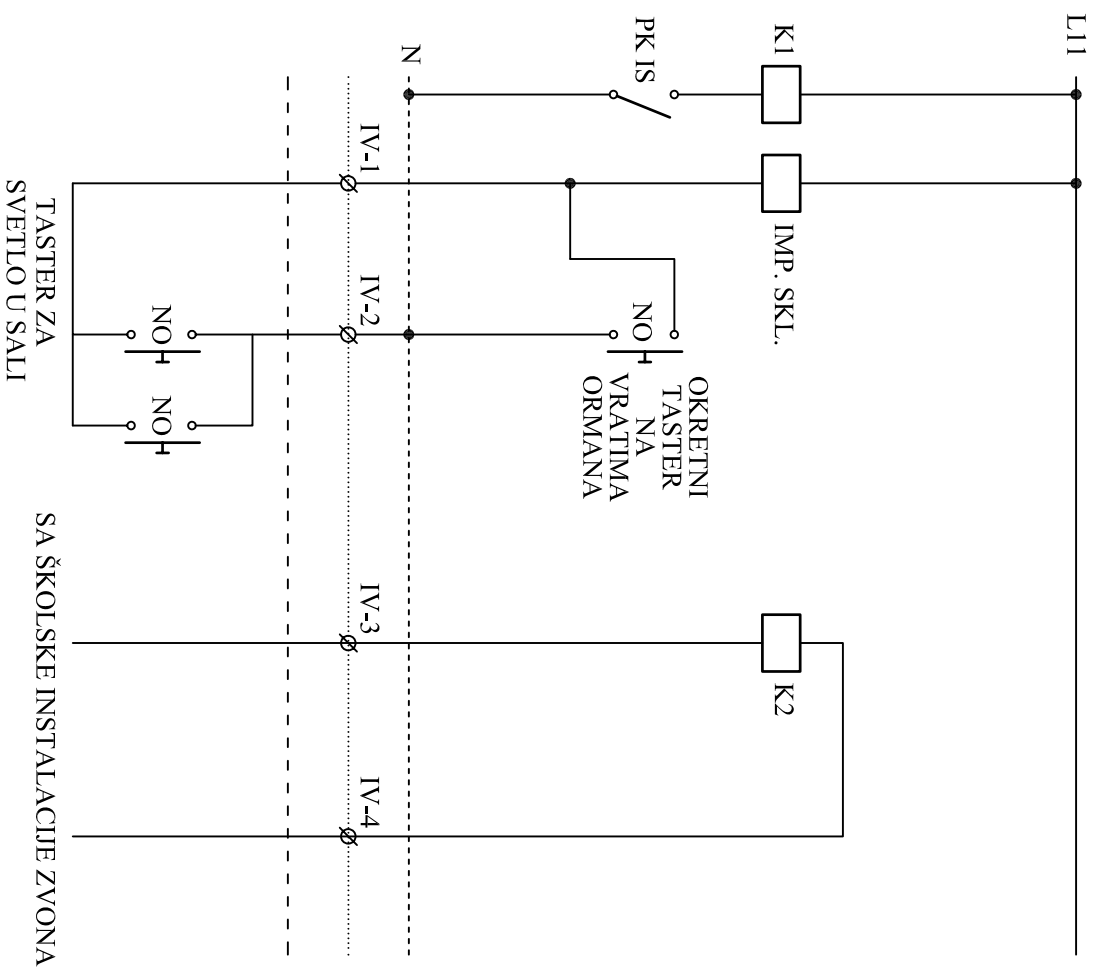 L11
K1
PK IS
N
IMP. SKL.
IV-1
IV-2
NO
OKRETNI
TASTER
NA
VRATIMA
ORMANA
NO
NO
TASTER ZA
SVETLO U SALI
K2
IV-3
IV-4
SA ŠKOLSKE INSTALACIJE ZVONA